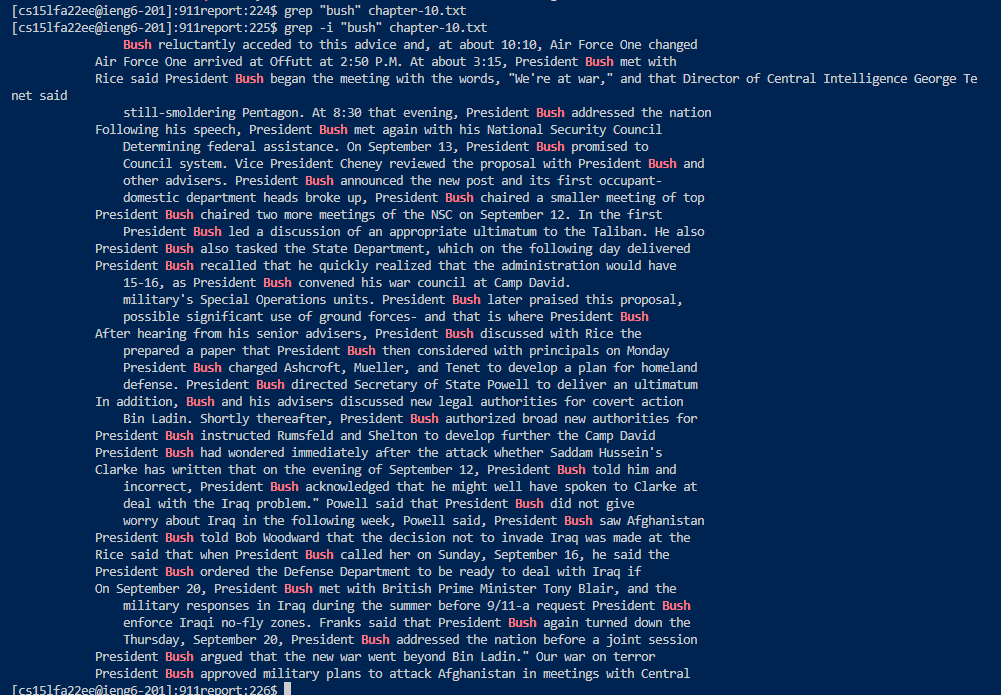 [cs15lfa22ee@ieng6-201]:911report:224$ grep "bush" chapter-10.txt
[cs15lfa22ee@ieng6-201]:911report:225$ grep -i "bush" chapter-10.txt
Bush reluctantly acceded to this advice and, at about 10:10, Air Force One changed
Air Force One arrived at Offutt at 2:50 P.M. At about 3:15, President Bush met with
Rice said President Bush began the meeting with the words, "We're at war," and that Director of Central Intelligence George Te
net said
still-smoldering Pentagon. At 8:30 that evening, President Bush addressed the nation
Following his speech, President Bush met again with his National Security Council
Determining federal assistance. On September 13, President Bush promised to
Council system. Vice President Cheney reviewed the proposal with President Bush and
other advisers. President Bush announced the new post and its first occupant-
domestic department heads broke up, President Bush chaired a smaller meeting of top
President Bush chaired two more meetings of the NSC on September 12. In the first
President Bush led a discussion of an appropriate ultimatum to the Taliban. He also
President Bush also tasked the State Department, which on the following day delivered
President Bush recalled that he quickly realized that the administration would have
15-16, as President Bush convened his war council at Camp David.
military's Special Operations units. President Bush later praised this proposal,
possible significant use of ground forces- and that is where President Bush
After hearing from his senior advisers, President Bush discussed with Rice the
prepared a paper that President Bush then considered with principals on Monday
President Bush charged Ashcroft, Mueller, and Tenet to develop a plan for homeland
defense. President Bush directed Secretary of State Powell to deliver an ultimatum
In addition, Bush and his advisers discussed new legal authorities for covert action
Bin Ladin. Shortly thereafter, President Bush authorized broad new authorities for
President Bush instructed Rumsfeld and Shelton to develop further the Camp David
President Bush had wondered immediately after the attack whether Saddam Hussein's
Clarke has written that on the evening of September 12, President Bush told him and
incorrect, President Bush acknowledged that he might well have spoken to Clarke at
deal with the Iraq problem." Powell said that President Bush did not give
worry about Iraq in the following week, Powell said, President Bush saw Afghanistan
President Bush told Bob Woodward that the decision not to invade Iraq was made at the
Rice said that when President Bush called her on Sunday, September 16, he said the
President Bush ordered the Defense Department to be ready to deal with Iraq if
On September 20, President Bush met with British Prime Minister Tony Blair, and the
military responses in Iraq during the summer before 9/11-a request President Bush
enforce Iraqi no-fly zones. Franks said that President Bush again turned down the
Thursday, September 20, President Bush addressed the nation before a joint session
President Bush argued that the new war went beyond Bin Ladin." Our war on terror
President Bush approved military plans to attack Afghanistan in meetings with Central
[cs15lfa22ee@ieng6-201]:911report:226$